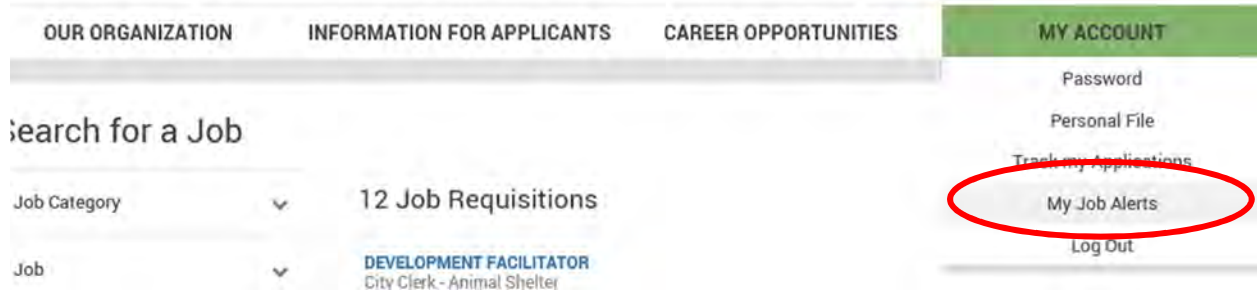 OUR ORGANIZATION INFORMATION FOR APPLICANTS CAREER OPPORTUNITIES MY ACCOUNT
Password
Personal File
Track my Applications
My Job Alerts
Log Out
Search for a Job
Job Category
Job
12 Job Requisitions
DEVELOPMENT FACILITATOR
City Clerk - Animal Shelter